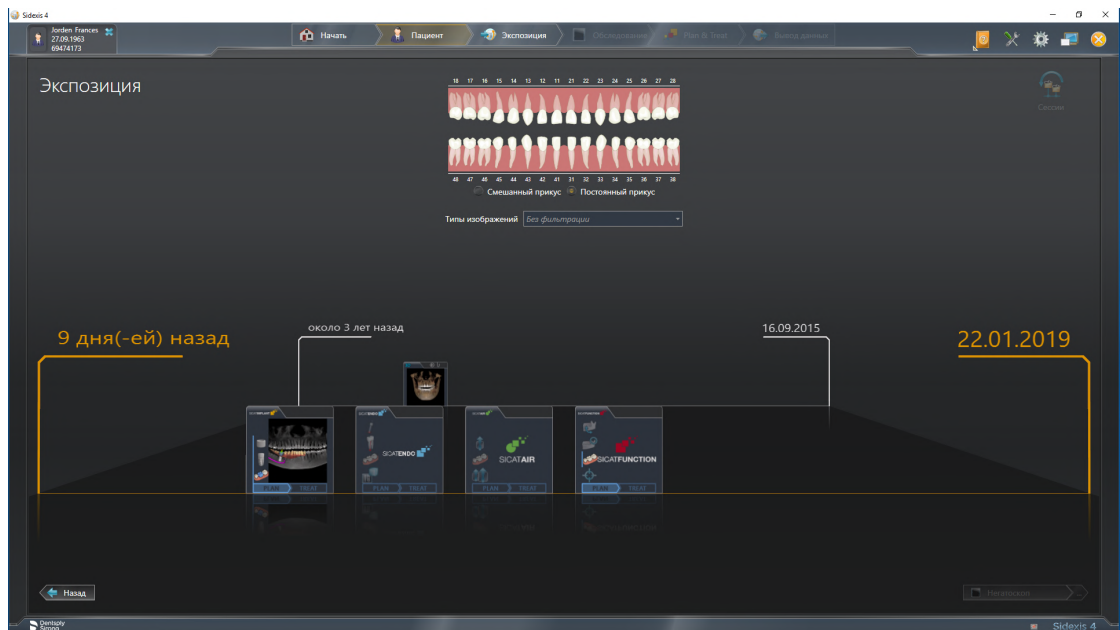 Sidexis 4
Jorden Frances
27.09.1963
69474173
Начать
Пациент
Экспозиция
Обследование
Plan & Treat
Вывод данных
Экспозиция
Сессии
18 17 16 15 14 13 12 11 21 22 23 24 25 26 27 28
48 47 46 45 44 43 42 41 31 32 33 34 35 36 37 38
Смешанный прикус
Постоянный прикус
Типы изображений
Без фильтрации
9 дня(-ей) назад
около 3 лет назад
16.09.2015
22.01.2019
SICATENDO
SICATAIR
SICATFUNCTION
PLAN TREAT
PLAN TREAT
PLAN TREAT
PLAN TREAT
Назад
Негатоскоп
Dentsply
Sirona
Sidexis 4